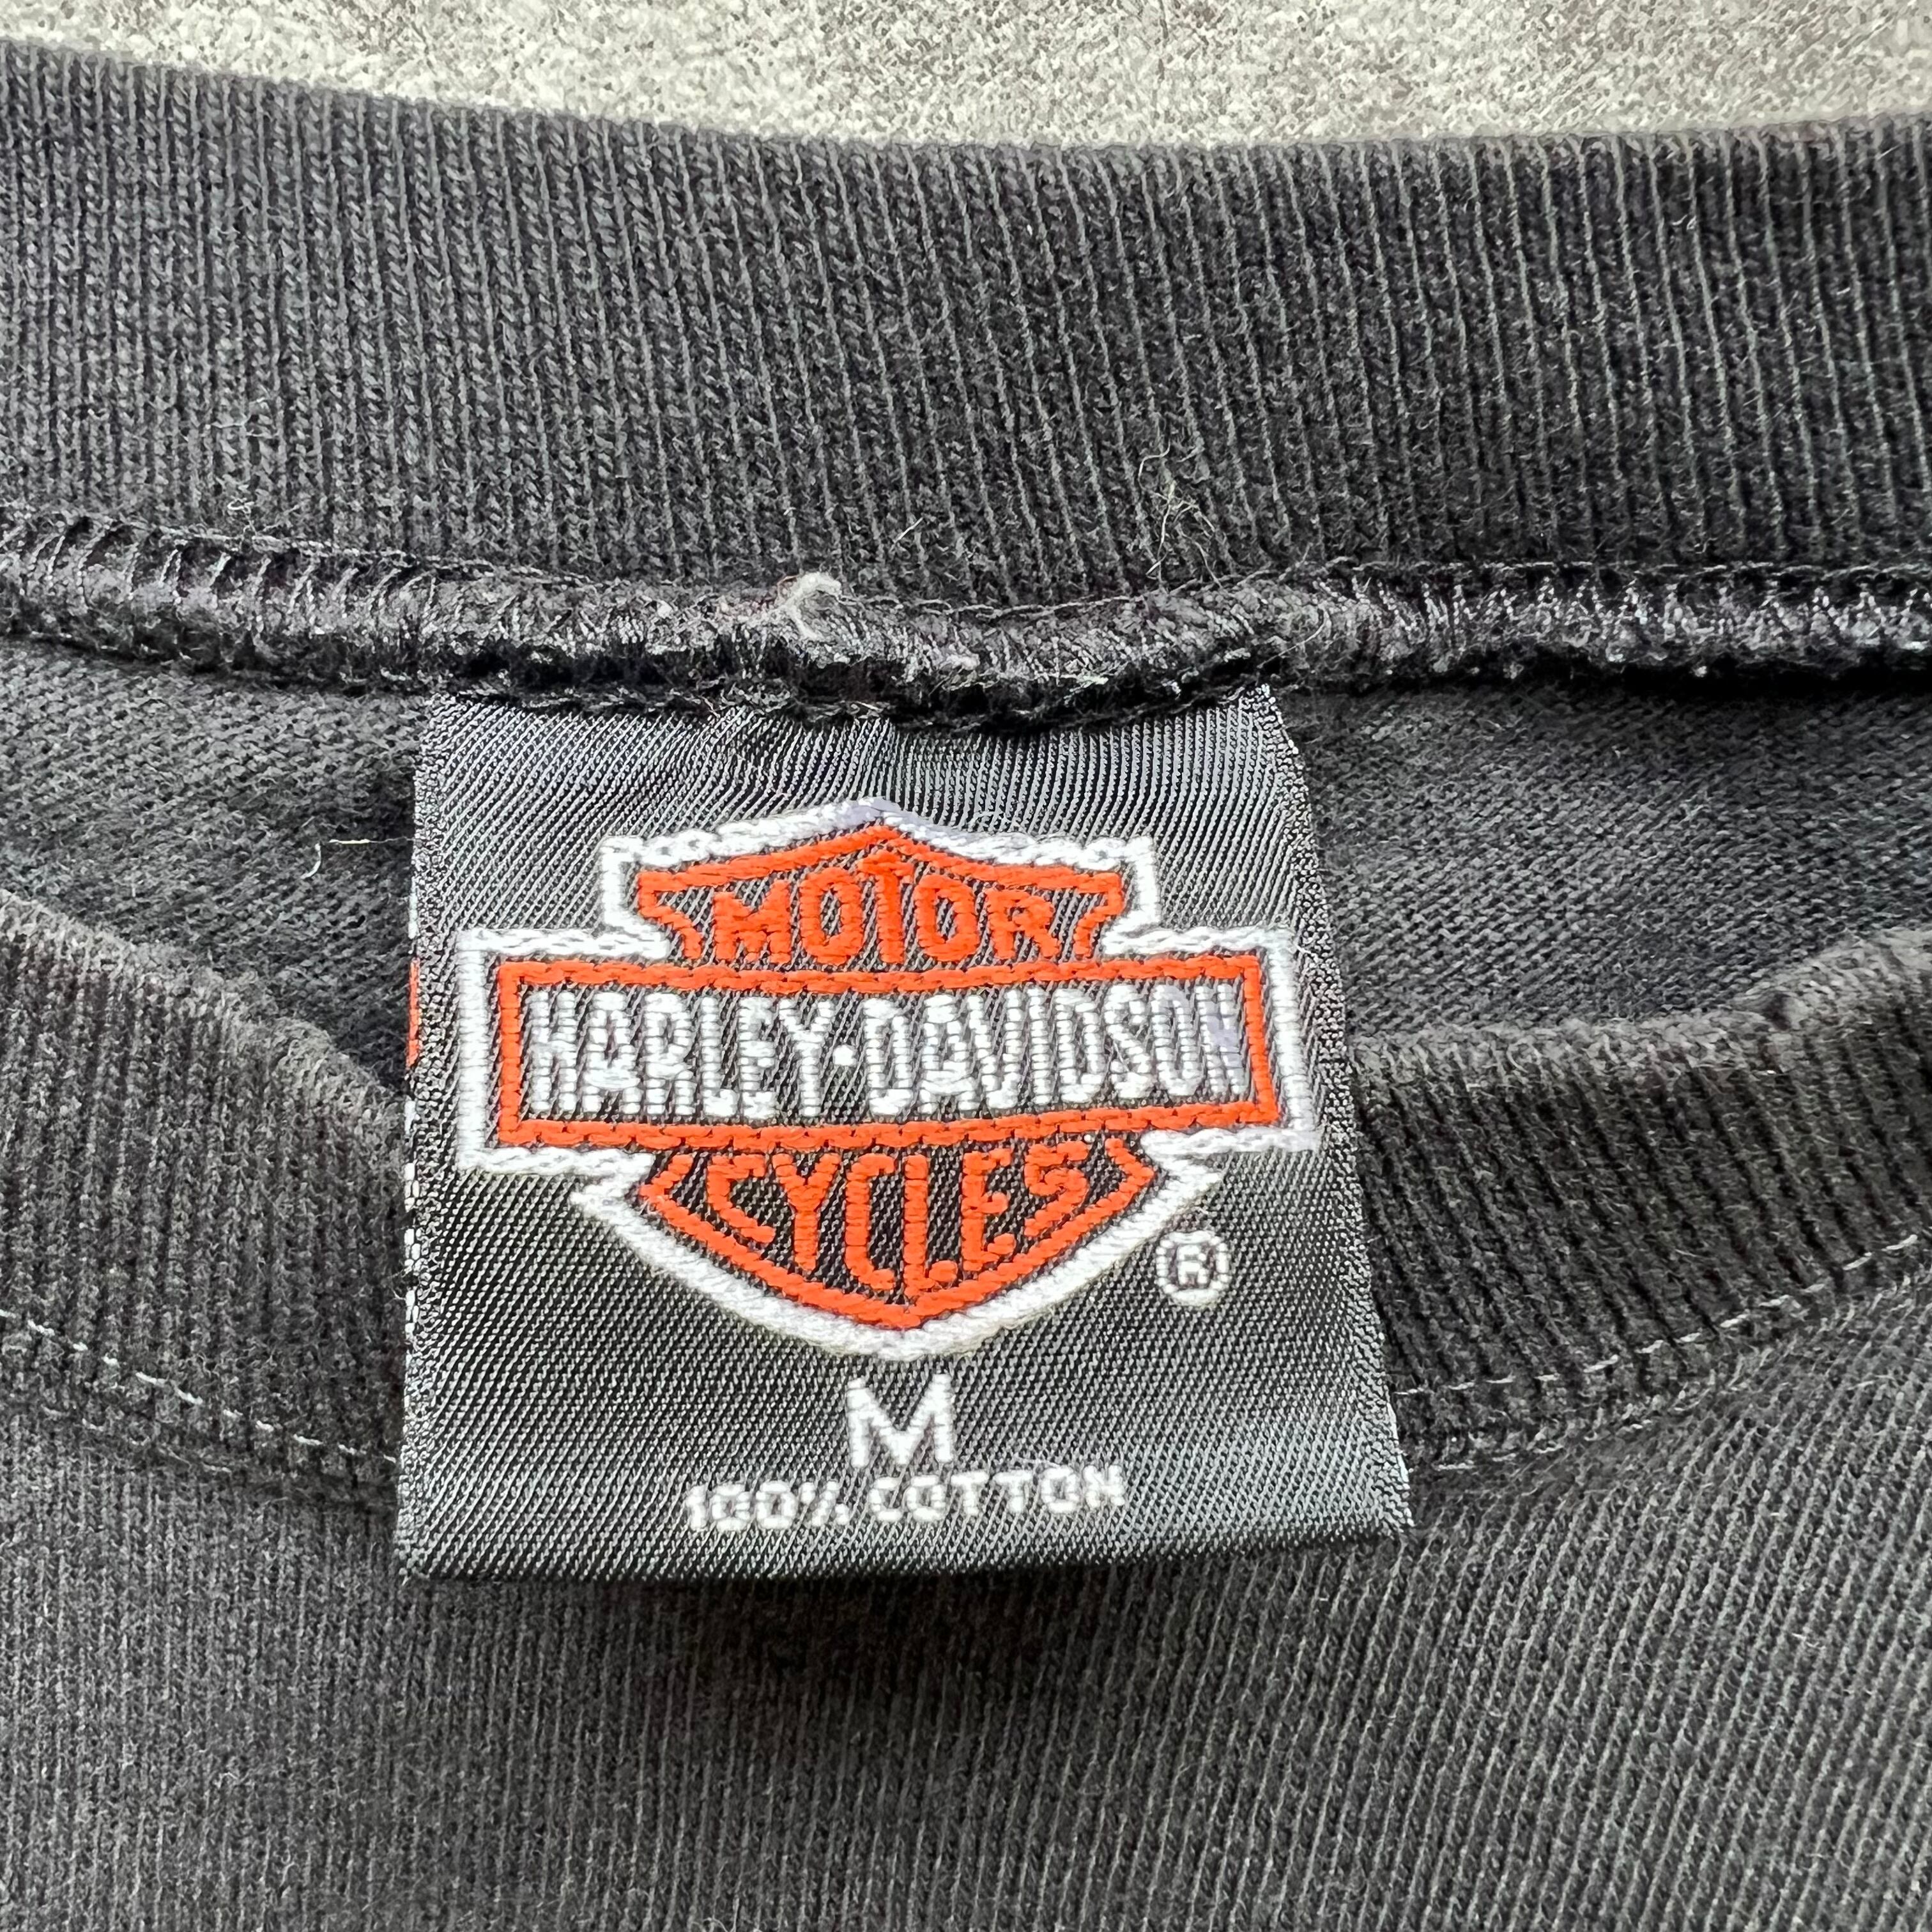 MOTOR
HARLEY-DAVIDSON
CYCLES
®
M
100% COTTON